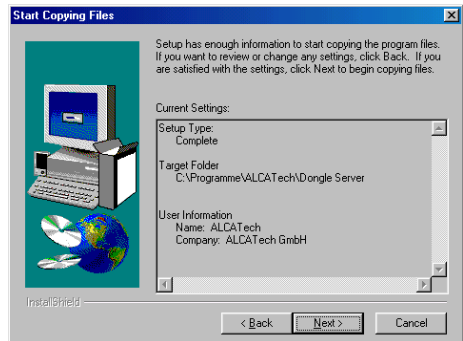 Start Copying Files
Setup has enough information to start copying the program files.
If you want to review or change any settings, click Back. If you
are satisfied with the settings, click Next to begin copying files.
Current Settings:
Setup Type:
Complete
Target Folder
C:\Programme\ALCATech\Dongle Server
User Information
Name: ALCATech
Company: ALCATech GmbH
InstallShield
< Back
Next >
Cancel